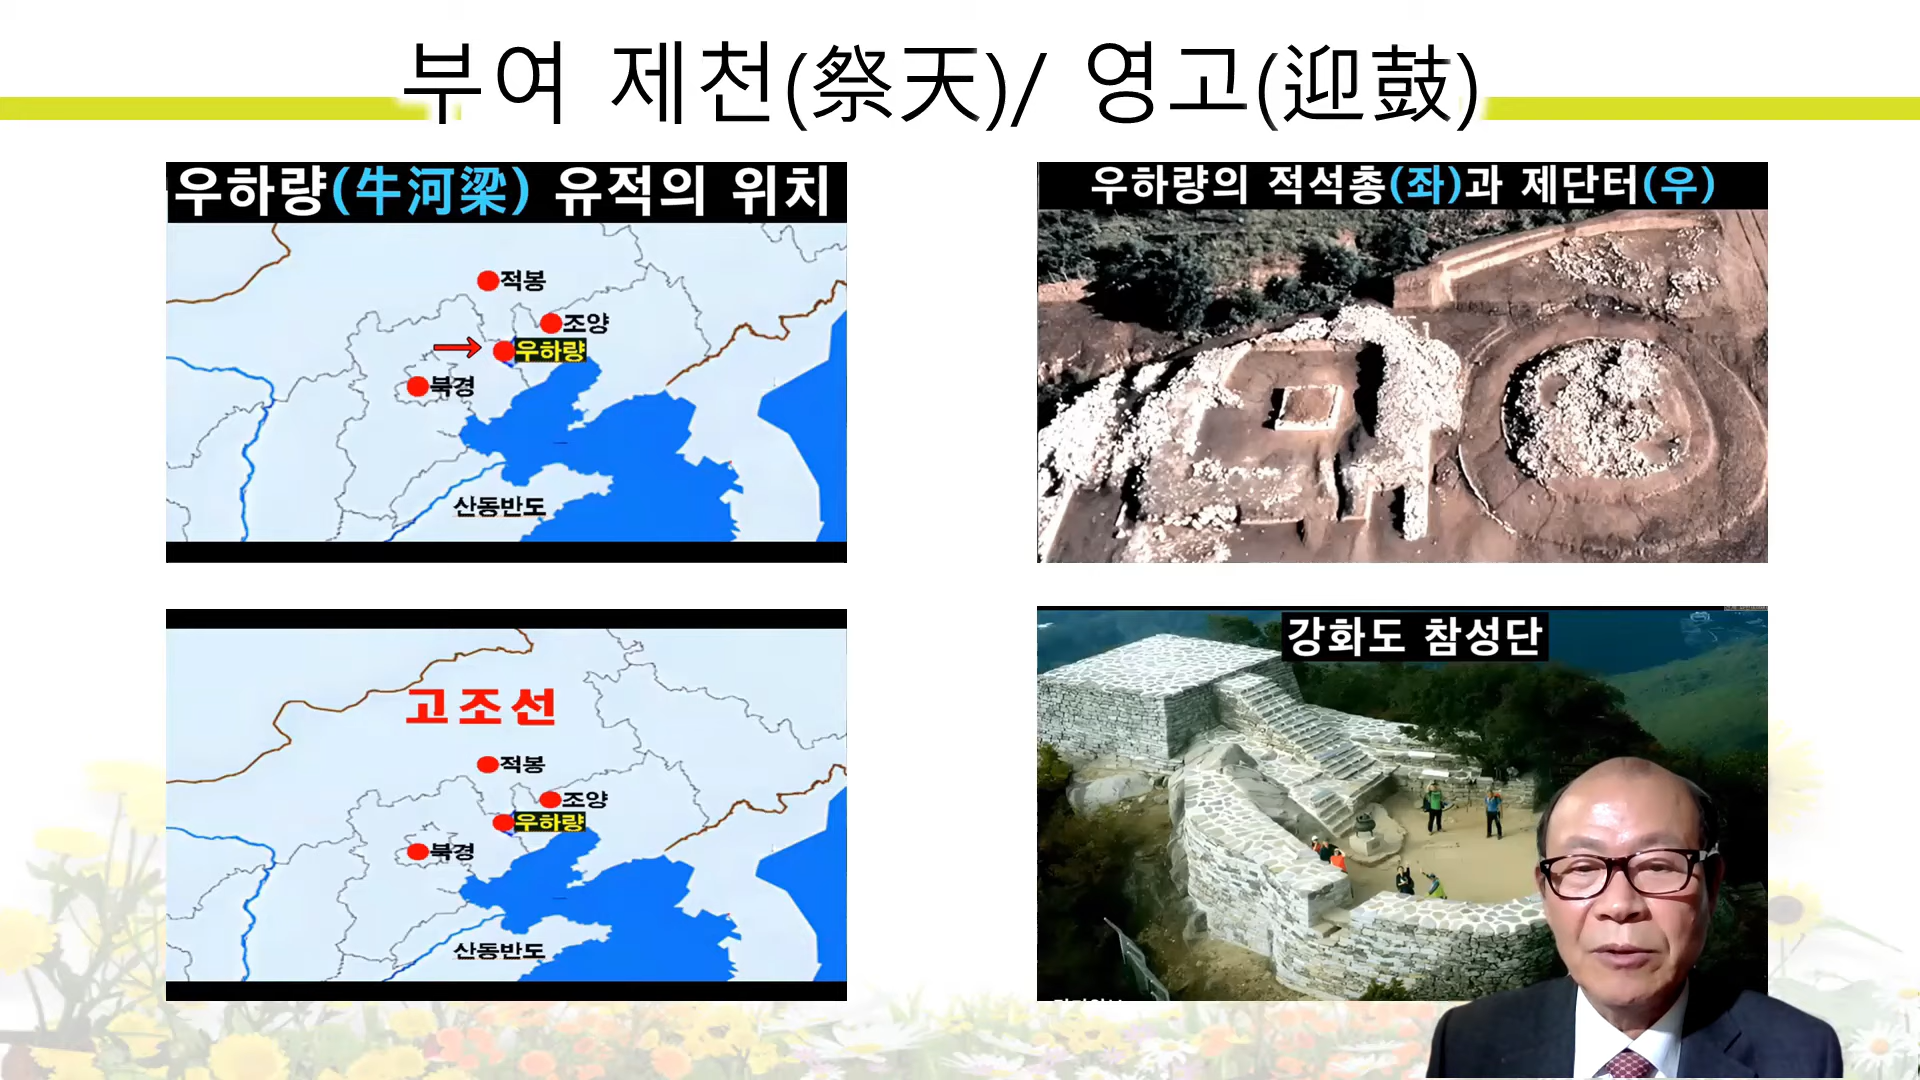 부여 제천(祭天)/ 영고(迎鼓)
우하량(牛河梁) 유적의 위치
적봉
조양
우하량
북경
산동반도
우하량의 적석총(좌)과 제단터(우)
고조선
적봉
조양
우하량
북경
산동반도
강화도 참성단